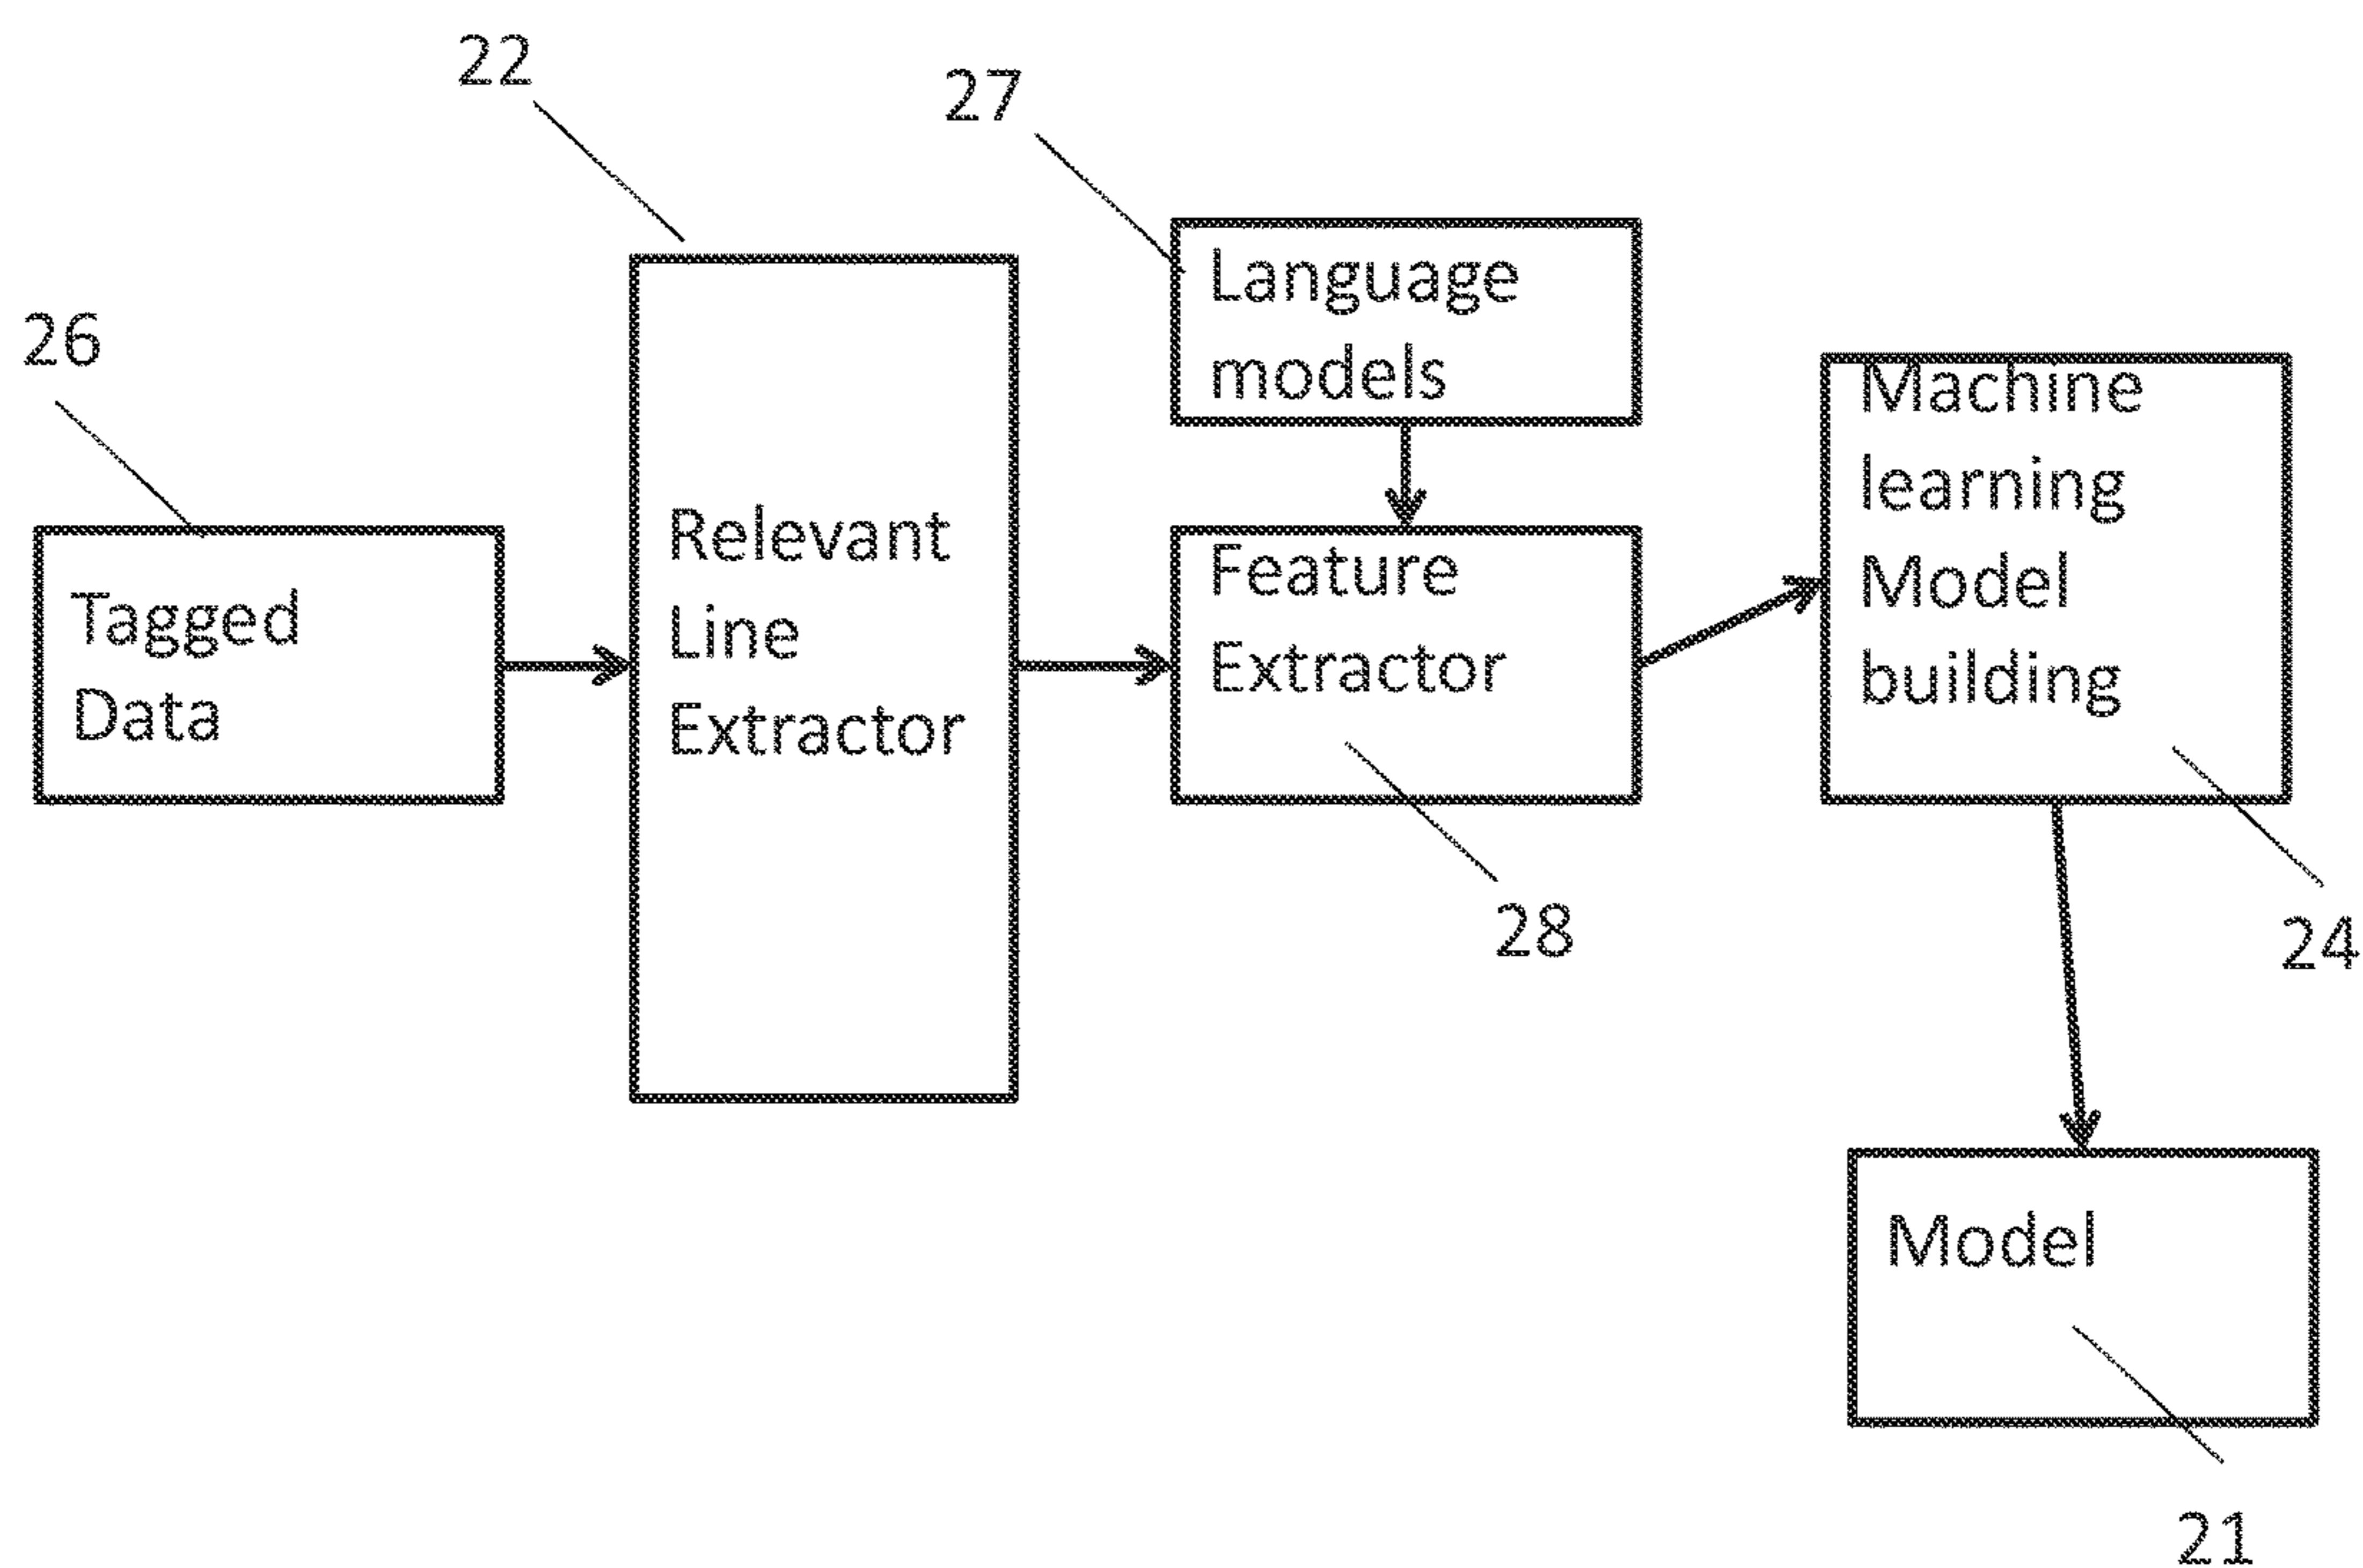 22
27
26
Language
models
Machine
learning
Model
building
Relevant
Line
Extractor
Feature
Extractor
Tagged
Data
28
24
Model
21